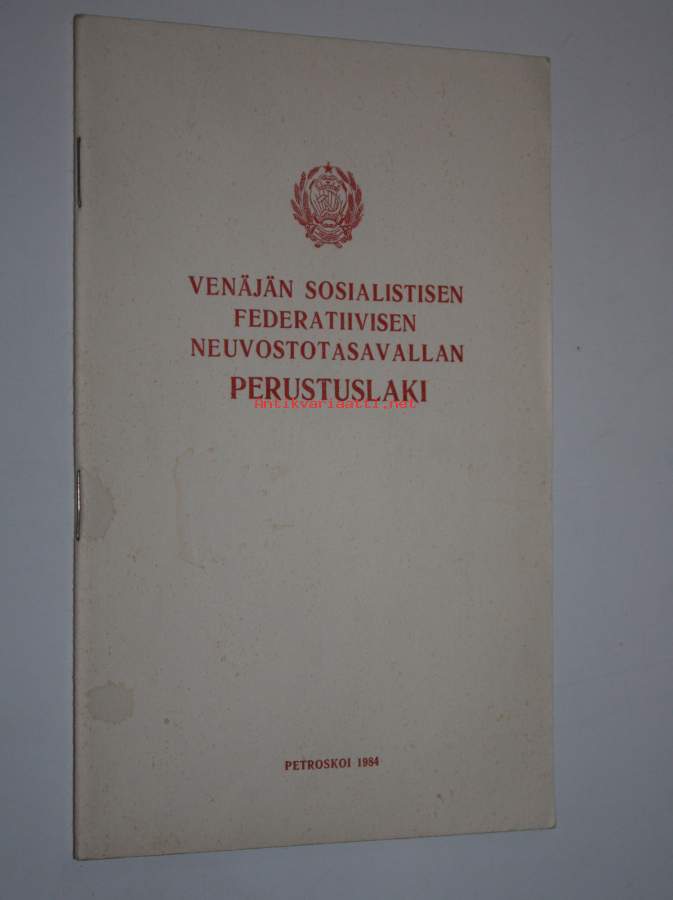 VENÄJÄN SOSIALISTISEN
FEDERATIIVISEN
NEUVOSTOTASAVALLAN
PERUSTUSLAKI
Antikvariaatti.net
PETROSKOI 1984